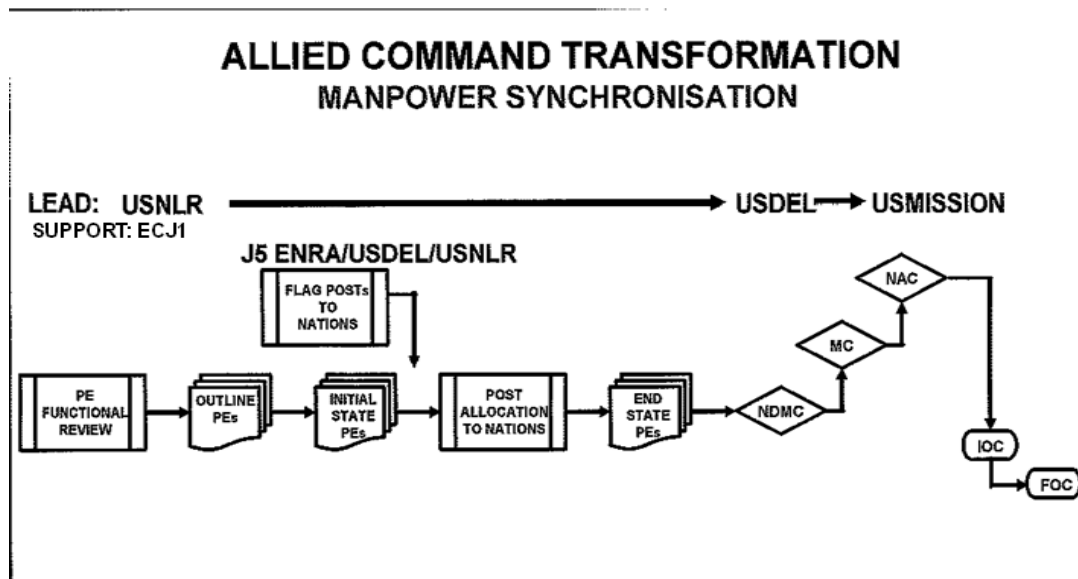 ALLIED COMMAND TRANSFORMATION
MANPOWER SYNCHRONISATION
LEAD: USNLR
USDEL
USMISSION
SUPPORT: ECJ1
J5 ENRA/USDEL/USNLR
FLAG POSTs
TO
NATIONS
NAC
MC
PE
FUNCTIONAL
REVIEW
OUTLINE
PEs
INITIAL
STATE
PEs
POST
ALLOCATION
TO NATIONS
END
STATE
PEs
NDMC
IOC
FOC